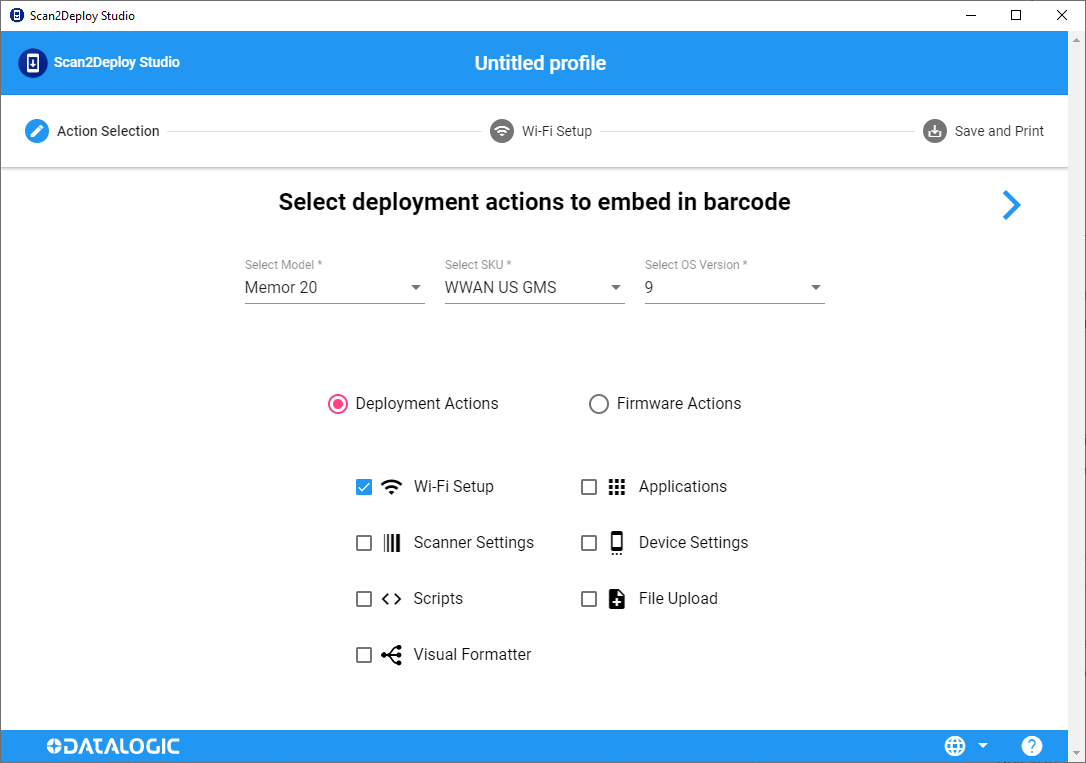 Scan2Deploy Studio
Scan2Deploy Studio
Untitled profile
Action Selection
Wi-Fi Setup
Save and Print
Select deployment actions to embed in barcode
Select Model *
Select SKU *
Select OS Version *
Memor 20
WWAN US GMS
9
Deployment Actions
Firmware Actions
Wi-Fi Setup
Applications
Scanner Settings
Device Settings
Scripts
File Upload
Visual Formatter
DATALOGIC